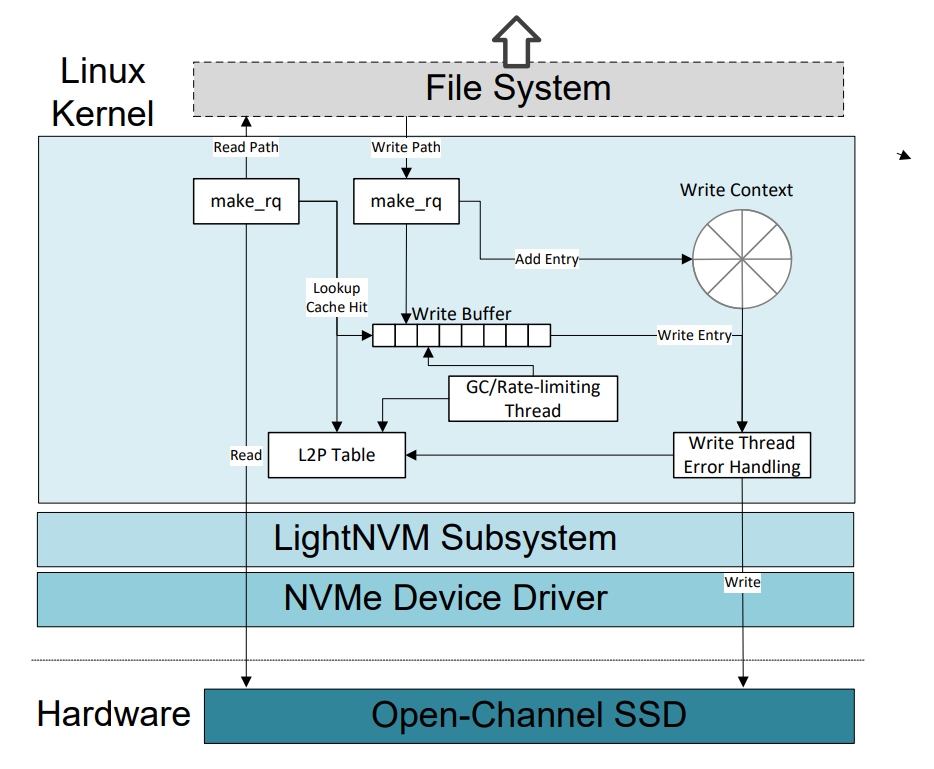 Linux
Kernel
File System
Read Path
Write Path
make_rq
make_rq
Write Context
Add Entry
Lookup
Cache Hit
Write Buffer
Write Entry
GC/Rate-limiting
Thread
Read
L2P Table
Write Thread
Error Handling
LightNVM Subsystem
Write
NVMe Device Driver
Hardware
Open-Channel SSD